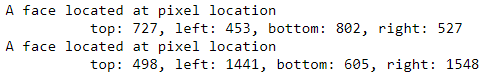 A face located at pixel location
top: 727, left: 453, bottom: 802, right: 527
A face located at pixel location
top: 498, left: 1441, bottom: 605, right: 1548